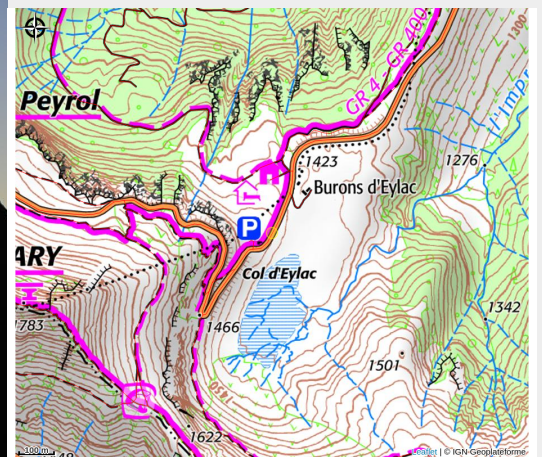 1300
GR 4 - GR 400
Peyrol
1423
1276
Burons d'Eylac
P
ARY
Col d'Eylac
1783
1466
1342
1501
1430
1622
100 m
Leaflet | © IGN-Geoplateforme